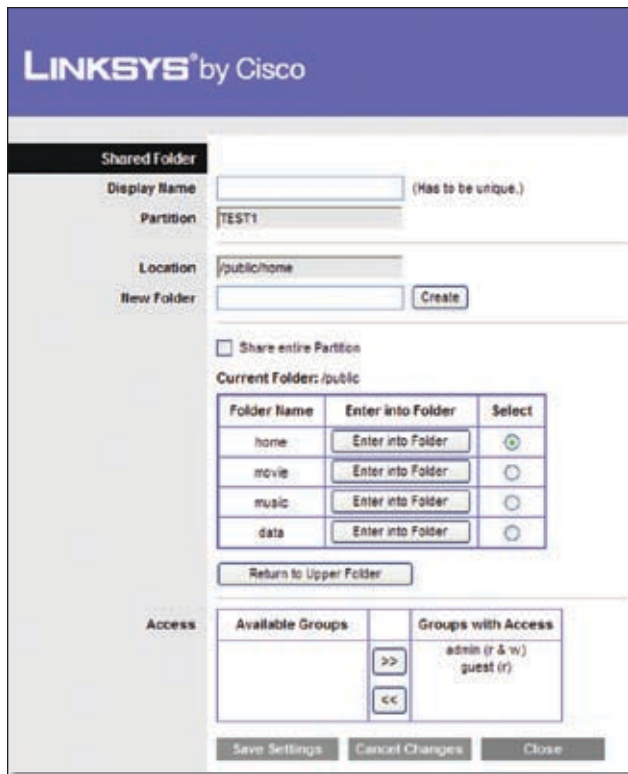 LINKSYS® by Cisco
Shared Folder
Display Name (Has to be unique.)
Partition TEST1
Location /public/home
New Folder Create
Share entire Partition
Current Folder: /public
Folder Name Enter into Folder Select
home Enter into Folder
movie Enter into Folder
music Enter into Folder
data Enter into Folder
Return to Upper Folder
Access Available Groups Groups with Access
admin (r & w)
>> guest (r)
<<
Save Settings Cancel Changes Close